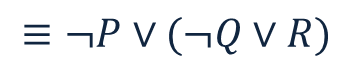 ≡ ¬P ∨ (¬Q ∨ R)